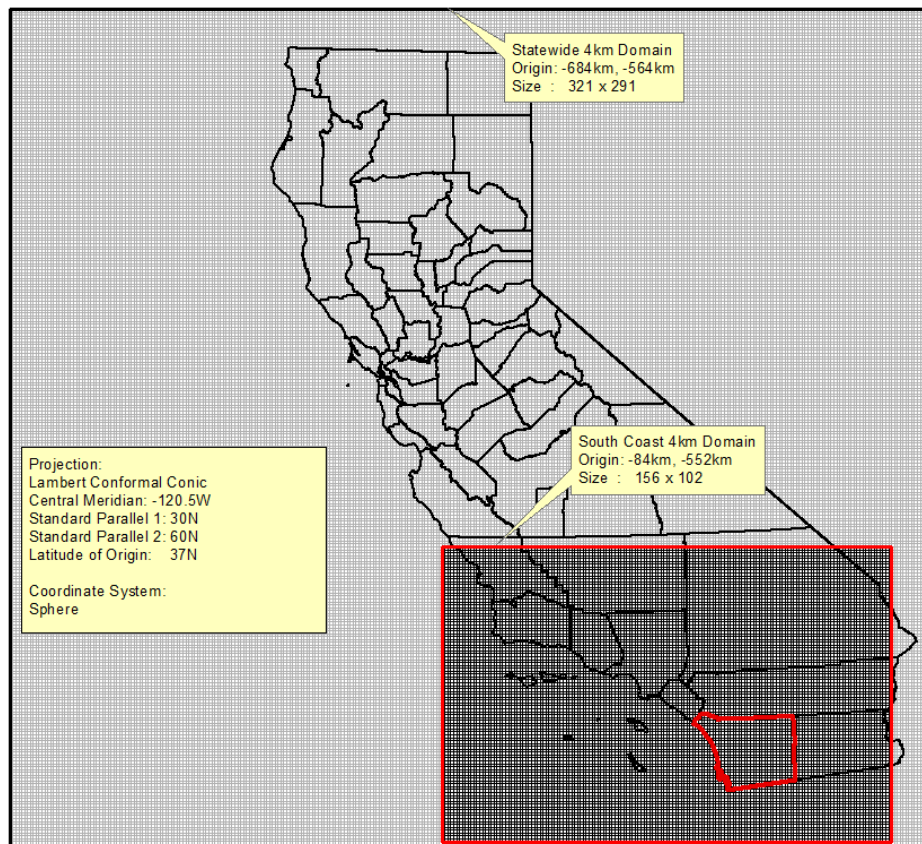 Statewide 4km Domain
Origin: -684km, -564km
Size : 321 x 291
South Coast 4km Domain
Origin: -84km, -552km
Size : 156 x 102
Projection:
Lambert Conformal Conic
Central Meridian: -120.5W
Standard Parallel 1: 30N
Standard Parallel 2: 60N
Latitude of Origin: 37N
Coordinate System:
Sphere